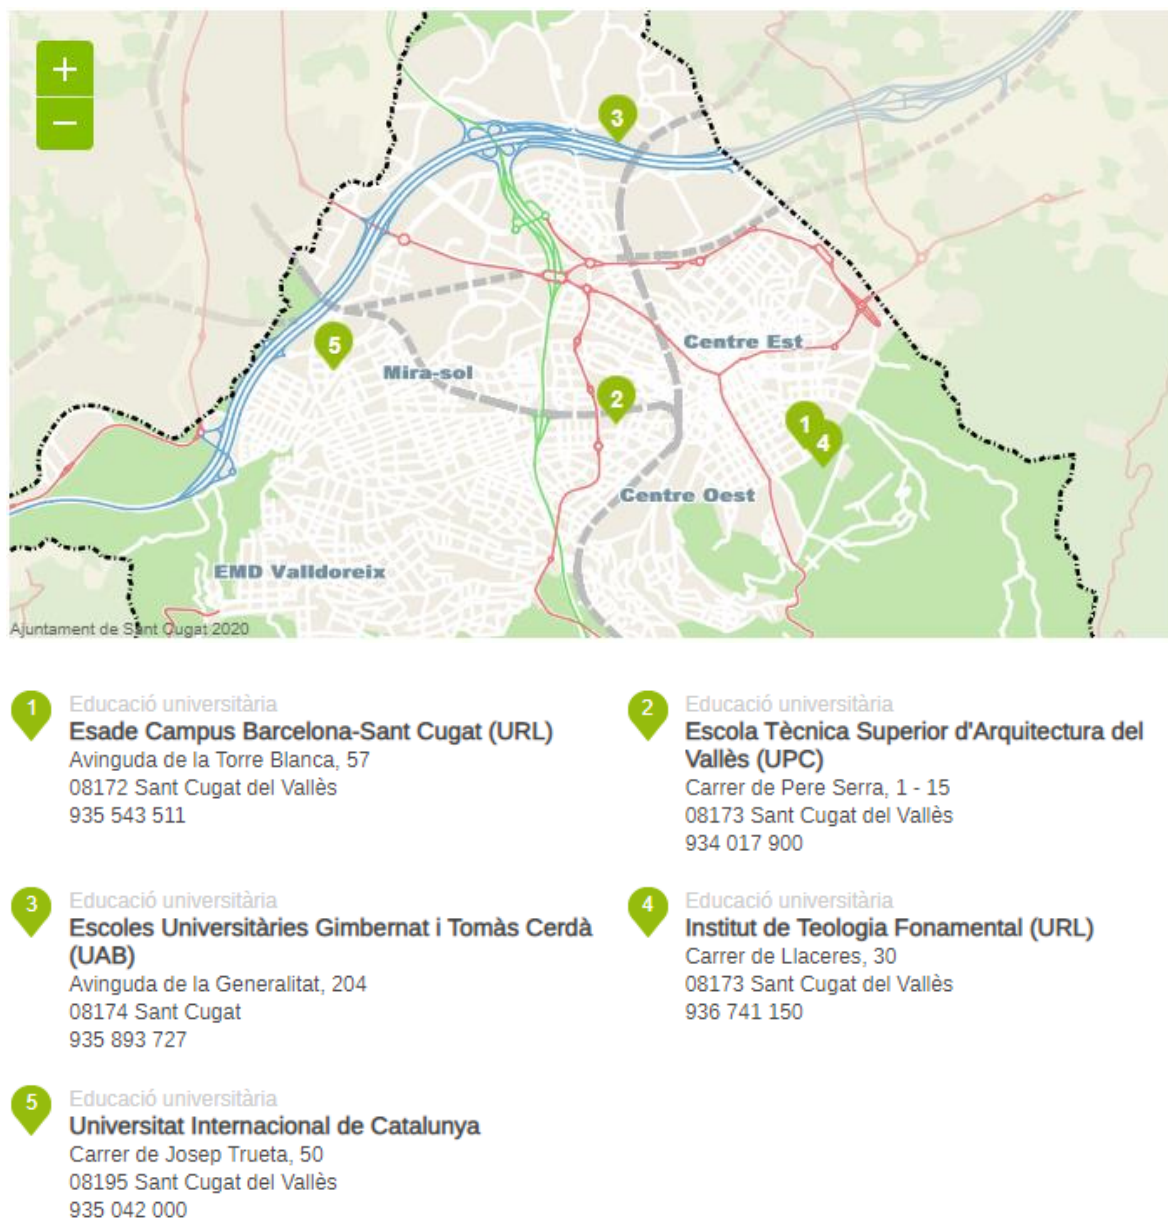 +
−
3
5
Mira-sol
Centre Est
2
1
4
Centre Oest
EMD Valldoreix
Ajuntament de Sant Cugat 2020
1
Educació universitària
Esade Campus Barcelona-Sant Cugat (URL)
Avinguda de la Torre Blanca, 57
08172 Sant Cugat del Vallès
935 543 511
2
Educació universitària
Escola Tècnica Superior d'Arquitectura del
Vallès (UPC)
Carrer de Pere Serra, 1 - 15
08173 Sant Cugat del Vallès
934 017 900
3
Educació universitària
Escoles Universitàries Gimbernat i Tomàs Cerdà
(UAB)
Avinguda de la Generalitat, 204
08174 Sant Cugat
935 893 727
4
Educació universitària
Institut de Teologia Fonamental (URL)
Carrer de Llaceres, 30
08173 Sant Cugat del Vallès
936 741 150
5
Educació universitària
Universitat Internacional de Catalunya
Carrer de Josep Trueta, 50
08195 Sant Cugat del Vallès
935 042 000